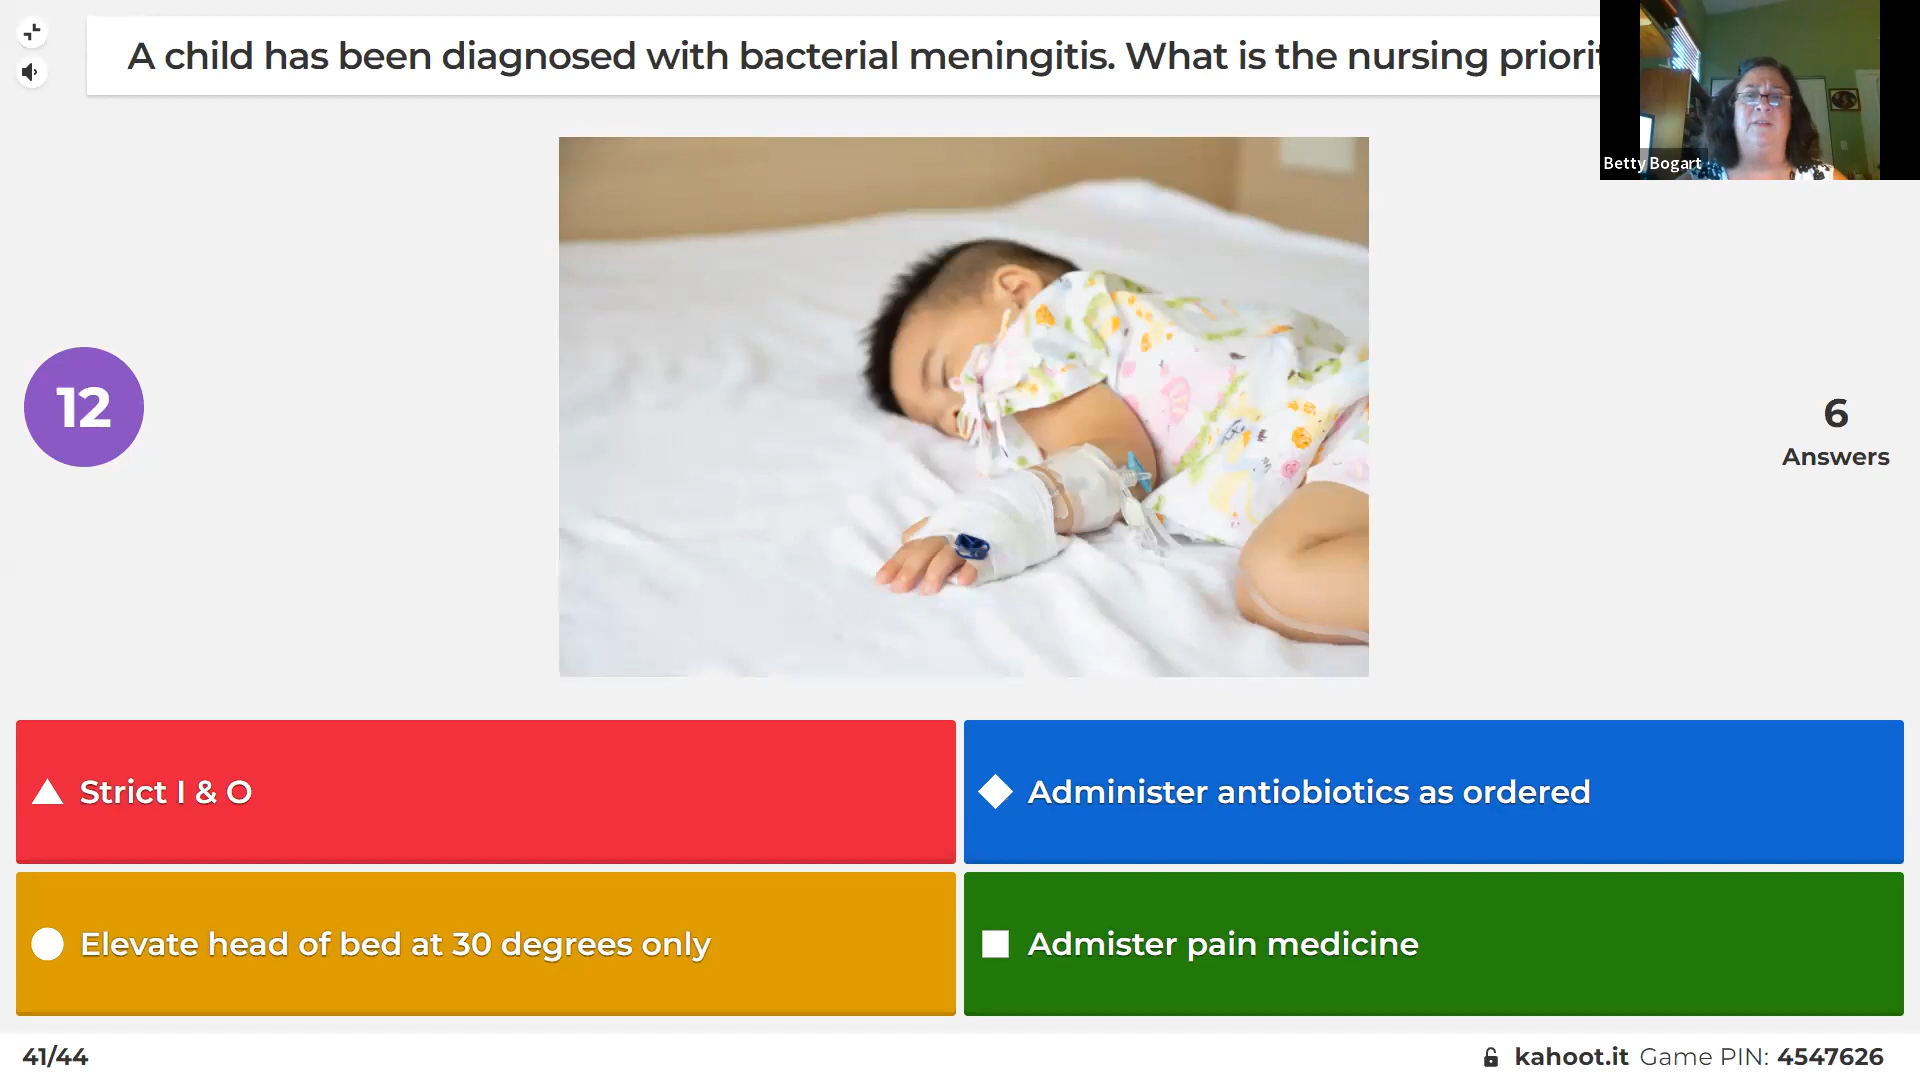 A child has been diagnosed with bacterial meningitis. What is the nursing
Betty Bogart
12
6
Answers
Strict I & O
Administer antiobiotics as ordered
Elevate head of bed at 30 degrees only
Admister pain medicine
41/44
kahoot.it Game PIN: 4547626